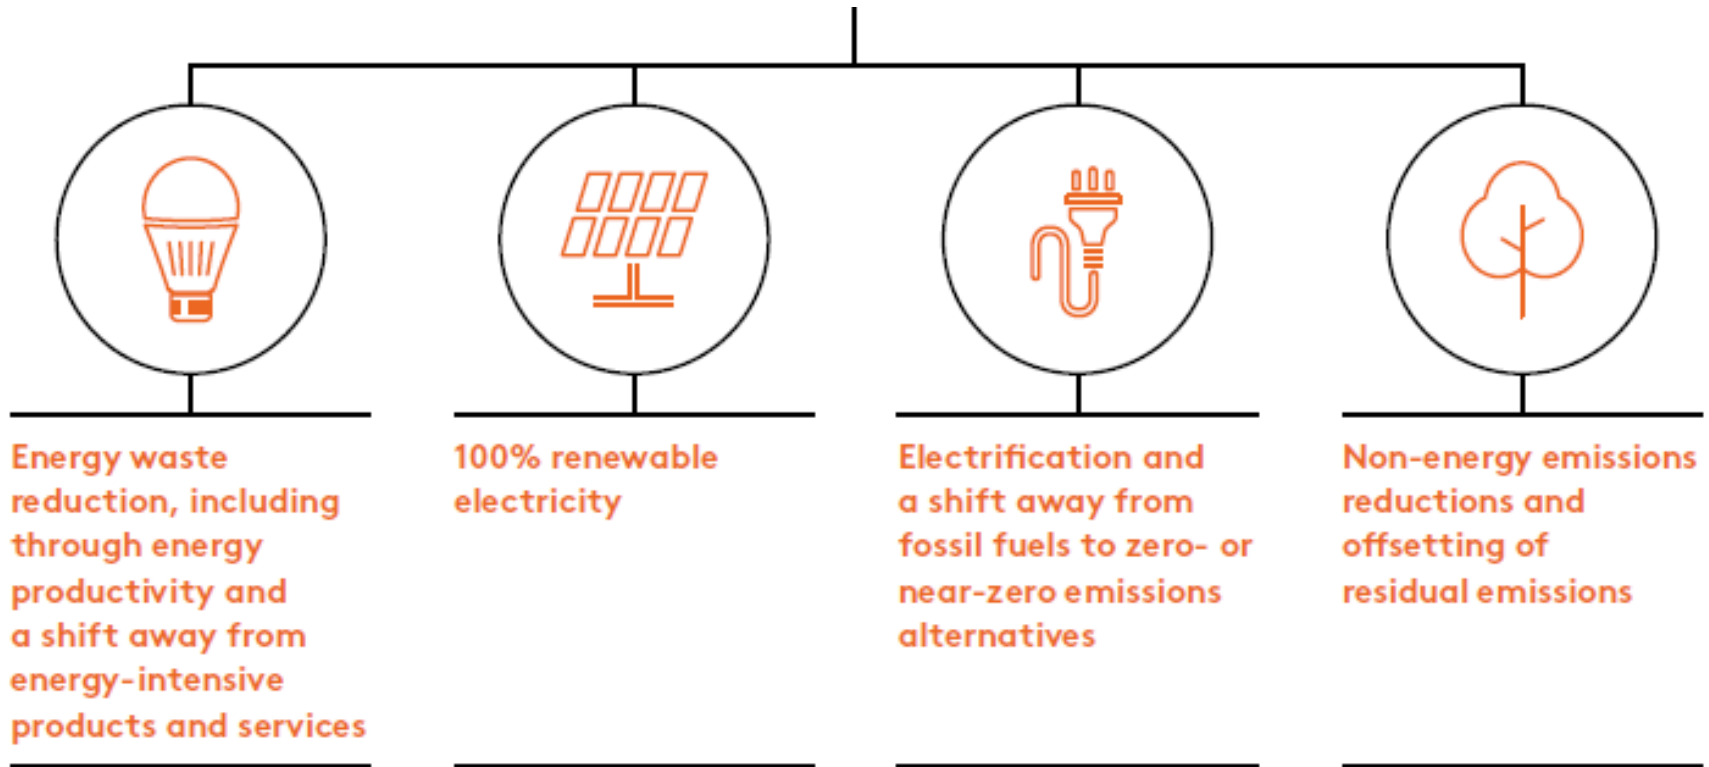 Energy waste
reduction, including
through energy
productivity and
a shift away from
energy-intensive
products and services
100% renewable
electricity
Electrification and
a shift away from
fossil fuels to zero- or
near-zero emissions
alternatives
Non-energy emissions
reductions and
offsetting of
residual emissions